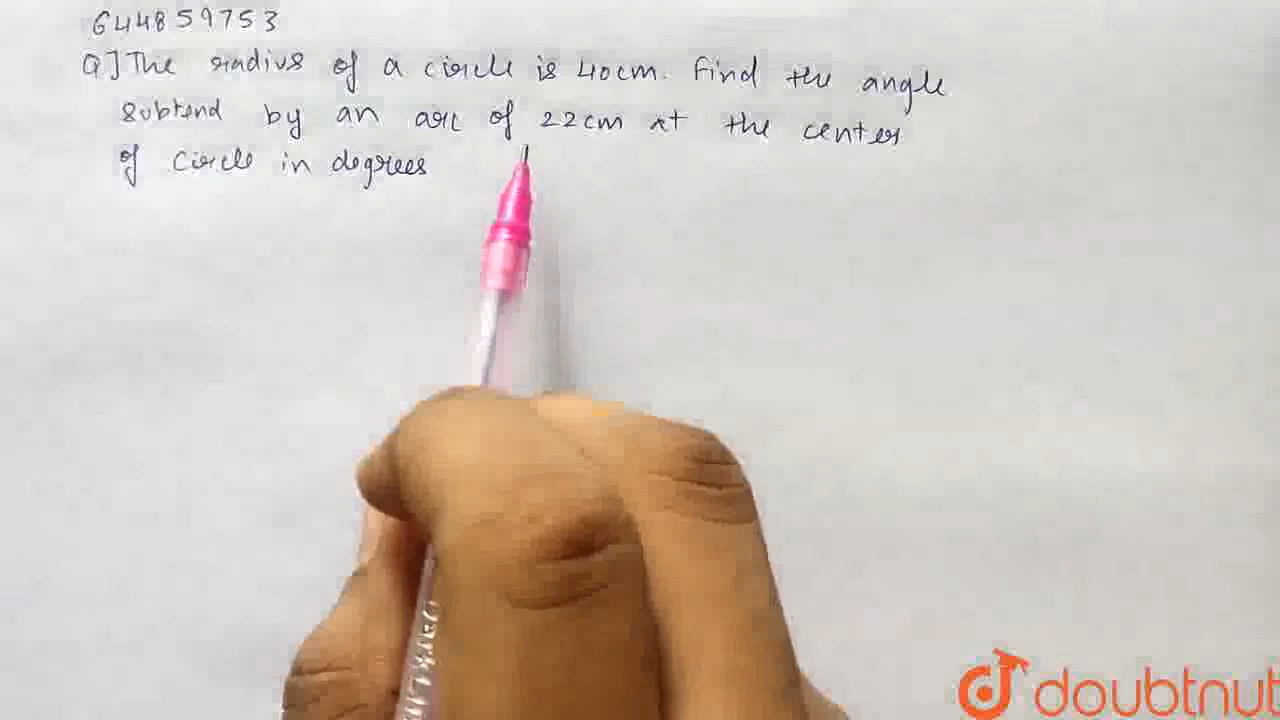 644859753
Q] The radius of a circle is 40cm. Find the angle
subtend by an arc of 22cm at the center
of circle in degrees
doubtnut